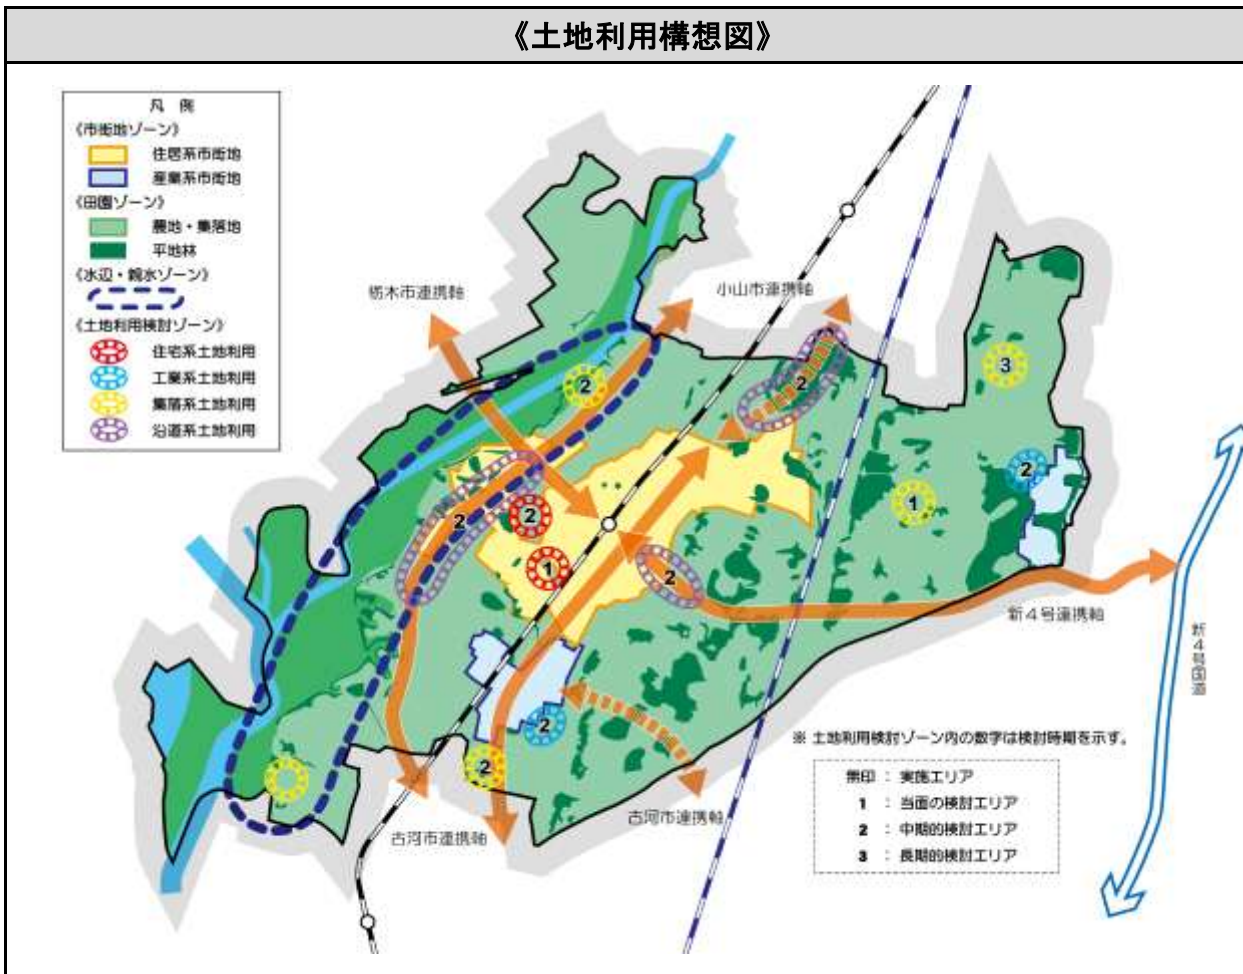 《土地利用構想図》
凡 例
《市街地ゾーン》
住居系市街地
産業系市街地
《田園ゾーン》
農地・集落地
平地林
《水辺・親水ゾーン》
《土地利用検討ゾーン》
住宅系土地利用
工業系土地利用
集落系土地利用
沿道系土地利用
栃木市連携軸
小山市連携軸
2
2
3
2
2
1
2
1
2
新4号連携軸
新4号国道
2
2
古河市連携軸
古河市連携軸
※ 土地利用検討ゾーン内の数字は検討時期を示す。
無印 : 実施エリア
1 : 当面の検討エリア
2 : 中期的検討エリア
3 : 長期的検討エリア